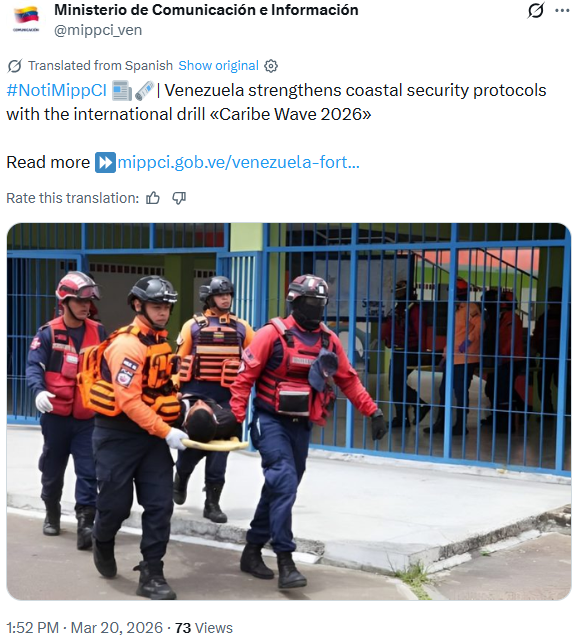 Ministerio de Comunicación e Información
@mippci_ven
Translated from Spanish Show original
#NotiMippCI 📰🗞️| Venezuela strengthens coastal security protocols
with the international drill «Caribe Wave 2026»
Read more ⏩mippci.gob.ve/venezuela-fort...
Rate this translation:
1:52 PM · Mar 20, 2026 · 73 Views